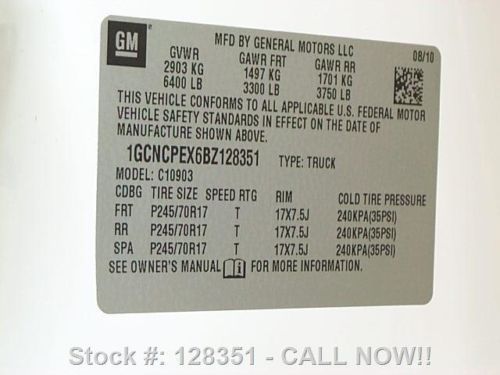 GM
MFD BY GENERAL MOTORS LLC
08/10
GVWR GAWR FRT GAWR RR
2903 KG 1497 KG 1701 KG
6400 LB 3300 LB 3750 LB
THIS VEHICLE CONFORMS TO ALL APPLICABLE U.S. FEDERAL MOTOR
VEHICLE SAFETY STANDARDS IN EFFECT ON THE DATE OF
MANUFACTURE SHOWN ABOVE.
1GCNCPEX6BZ128351 TYPE: TRUCK
MODEL: C10903
CDBG TIRE SIZE SPEED RTG RIM COLD TIRE PRESSURE
FRT P245/70R17 T 17X7.5J 240KPA(35PSI)
RR P245/70R17 T 17X7.5J 240KPA(35PSI)
SPA P245/70R17 T 17X7.5J 240KPA(35PSI)
SEE OWNER'S MANUAL i FOR MORE INFORMATION.
Stock #: 128351 - CALL NOW!!